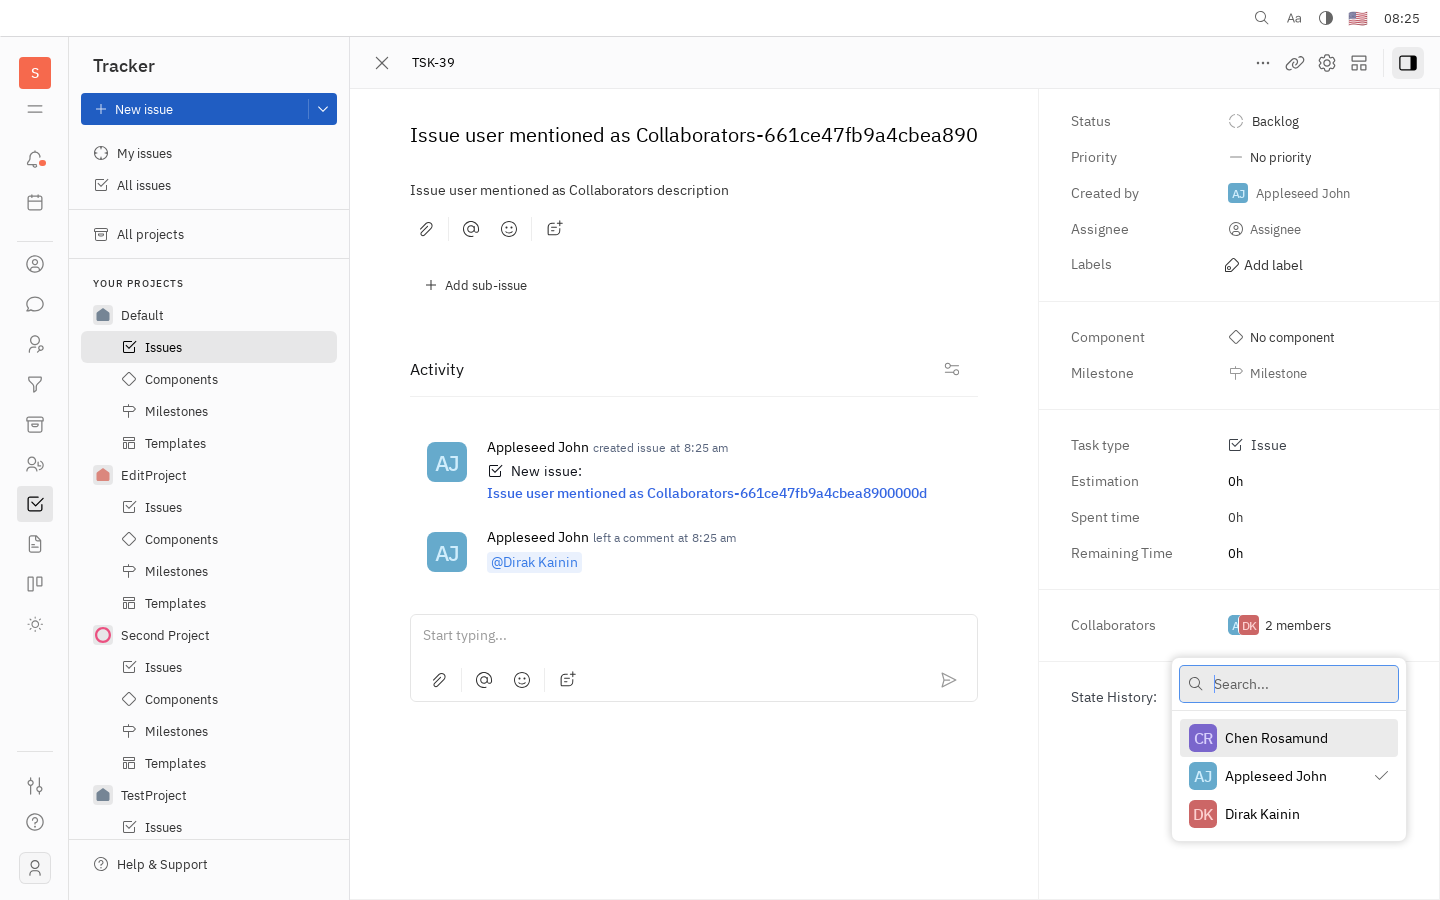 Aa
08:25
S
Tracker
New issue
My issues
All issues
All projects
YOUR PROJECTS
Default
Issues
Components
Milestones
Templates
EditProject
Issues
Components
Milestones
Templates
Second Project
Issues
Components
Milestones
Templates
TestProject
Issues
Help & Support
TSK-39
Issue user mentioned as Collaborators-661ce47fb9a4cbea890
Issue user mentioned as Collaborators description
Add sub-issue
Activity
AJ
Appleseed John created issue at 8:25 am
New issue:
Issue user mentioned as Collaborators-661ce47fb9a4cbea8900000d
AJ
Appleseed John left a comment at 8:25 am
@Dirak Kainin
Start typing...
Status
Backlog
Priority
No priority
Created by
AJ Appleseed John
Assignee
Assignee
Labels
Add label
Component
No component
Milestone
Milestone
Task type
Issue
Estimation
0h
Spent time
0h
Remaining Time
0h
Collaborators
A DK 2 members
State History:
Search...
CR Chen Rosamund
AJ Appleseed John
DK Dirak Kainin